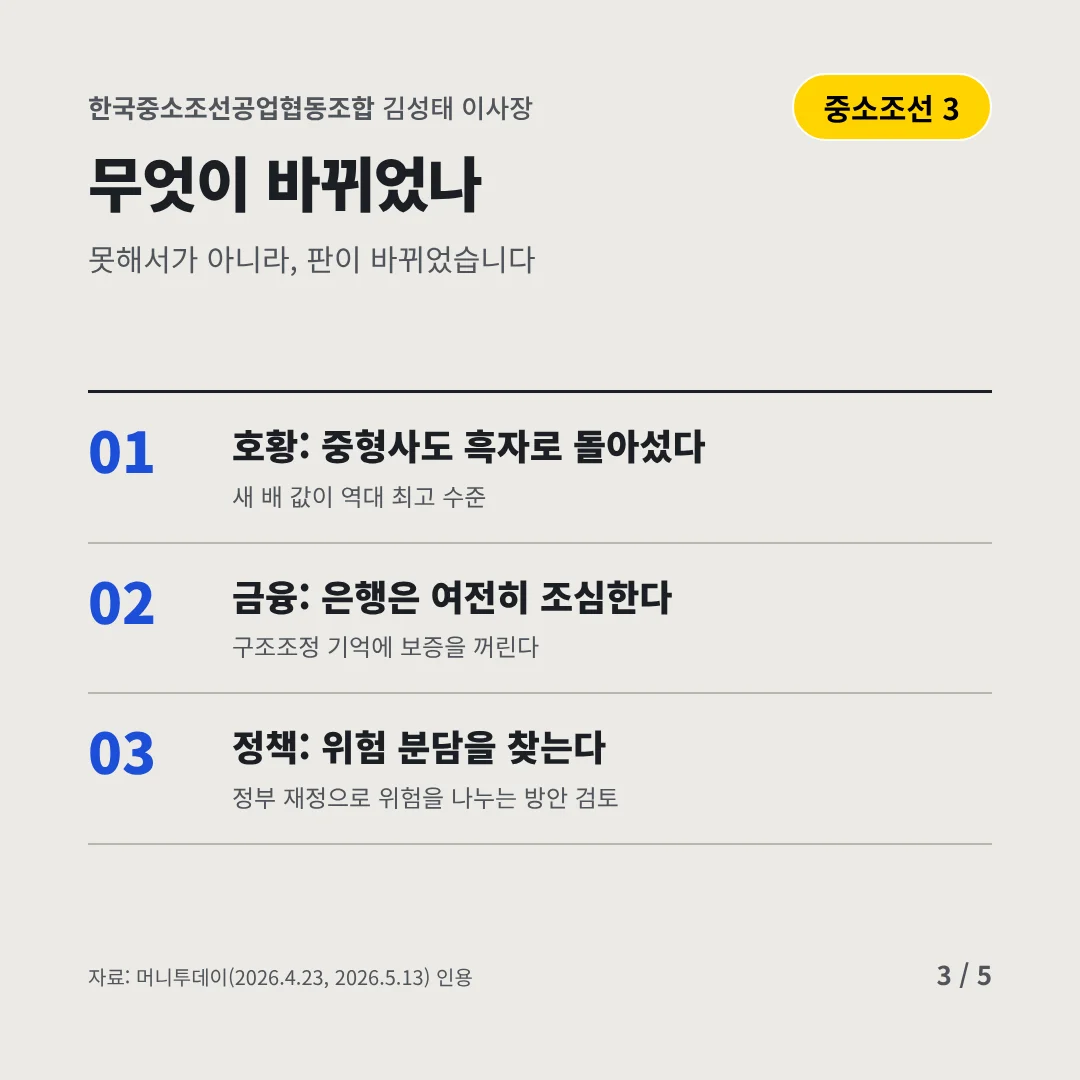 한국중소조선공업협동조합 김성태 이사장
중소조선 3
무엇이 바뀌었나
못해서가 아니라, 판이 바뀌었습니다
01
호황: 중형사도 흑자로 돌아섰다
새 배 값이 역대 최고 수준
02
금융: 은행은 여전히 조심한다
구조조정 기억에 보증을 꺼린다
03
정책: 위험 분담을 찾는다
정부 재정으로 위험을 나누는 방안 검토
자료: 머니투데이(2026.4.23, 2026.5.13) 인용
3 / 5